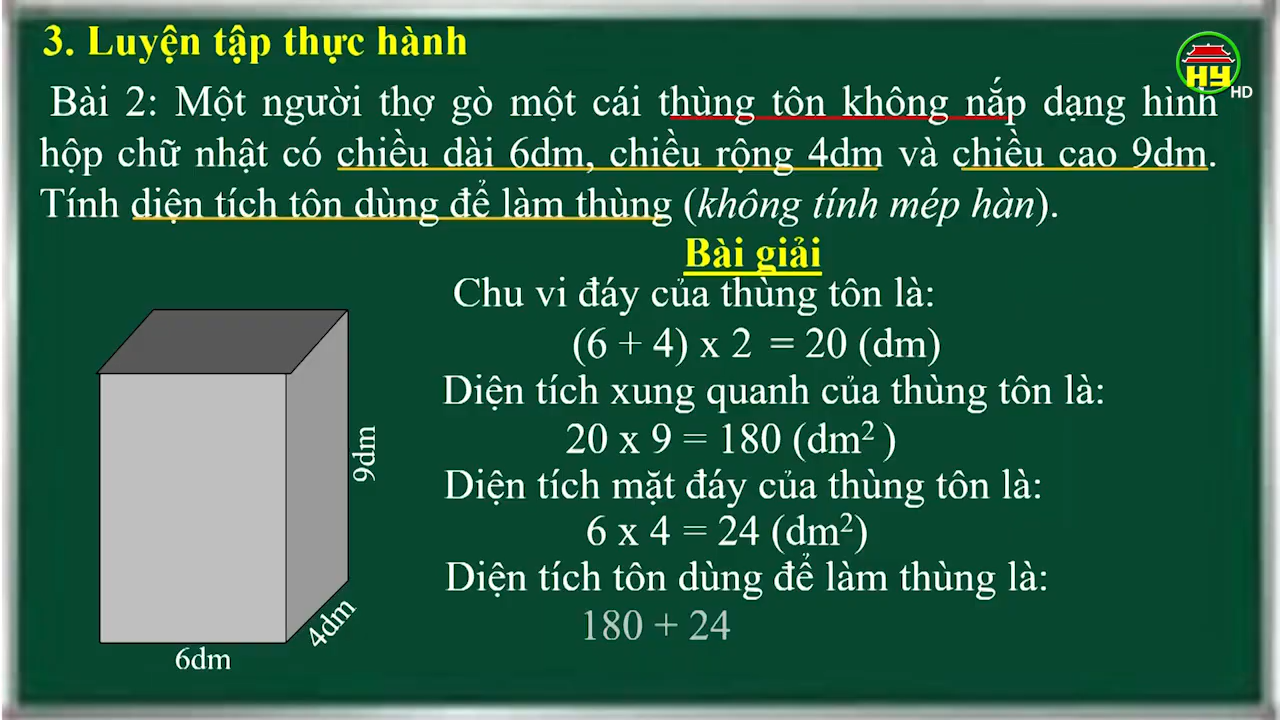 3. Luyện tập thực hành
HY HD
Bài 2: Một người thợ gò một cái thùng tôn không nắp dạng hình
hộp chữ nhật có chiều dài 6dm, chiều rộng 4dm và chiều cao 9dm.
Tính diện tích tôn dùng để làm thùng (không tính mép hàn).
Bài giải
Chu vi đáy của thùng tôn là:
(6 + 4) x 2 = 20 (dm)
Diện tích xung quanh của thùng tôn là:
20 x 9 = 180 (dm² )
Diện tích mặt đáy của thùng tôn là:
6 x 4 = 24 (dm²)
Diện tích tôn dùng để làm thùng là:
180 + 24
9dm
4dm
6dm